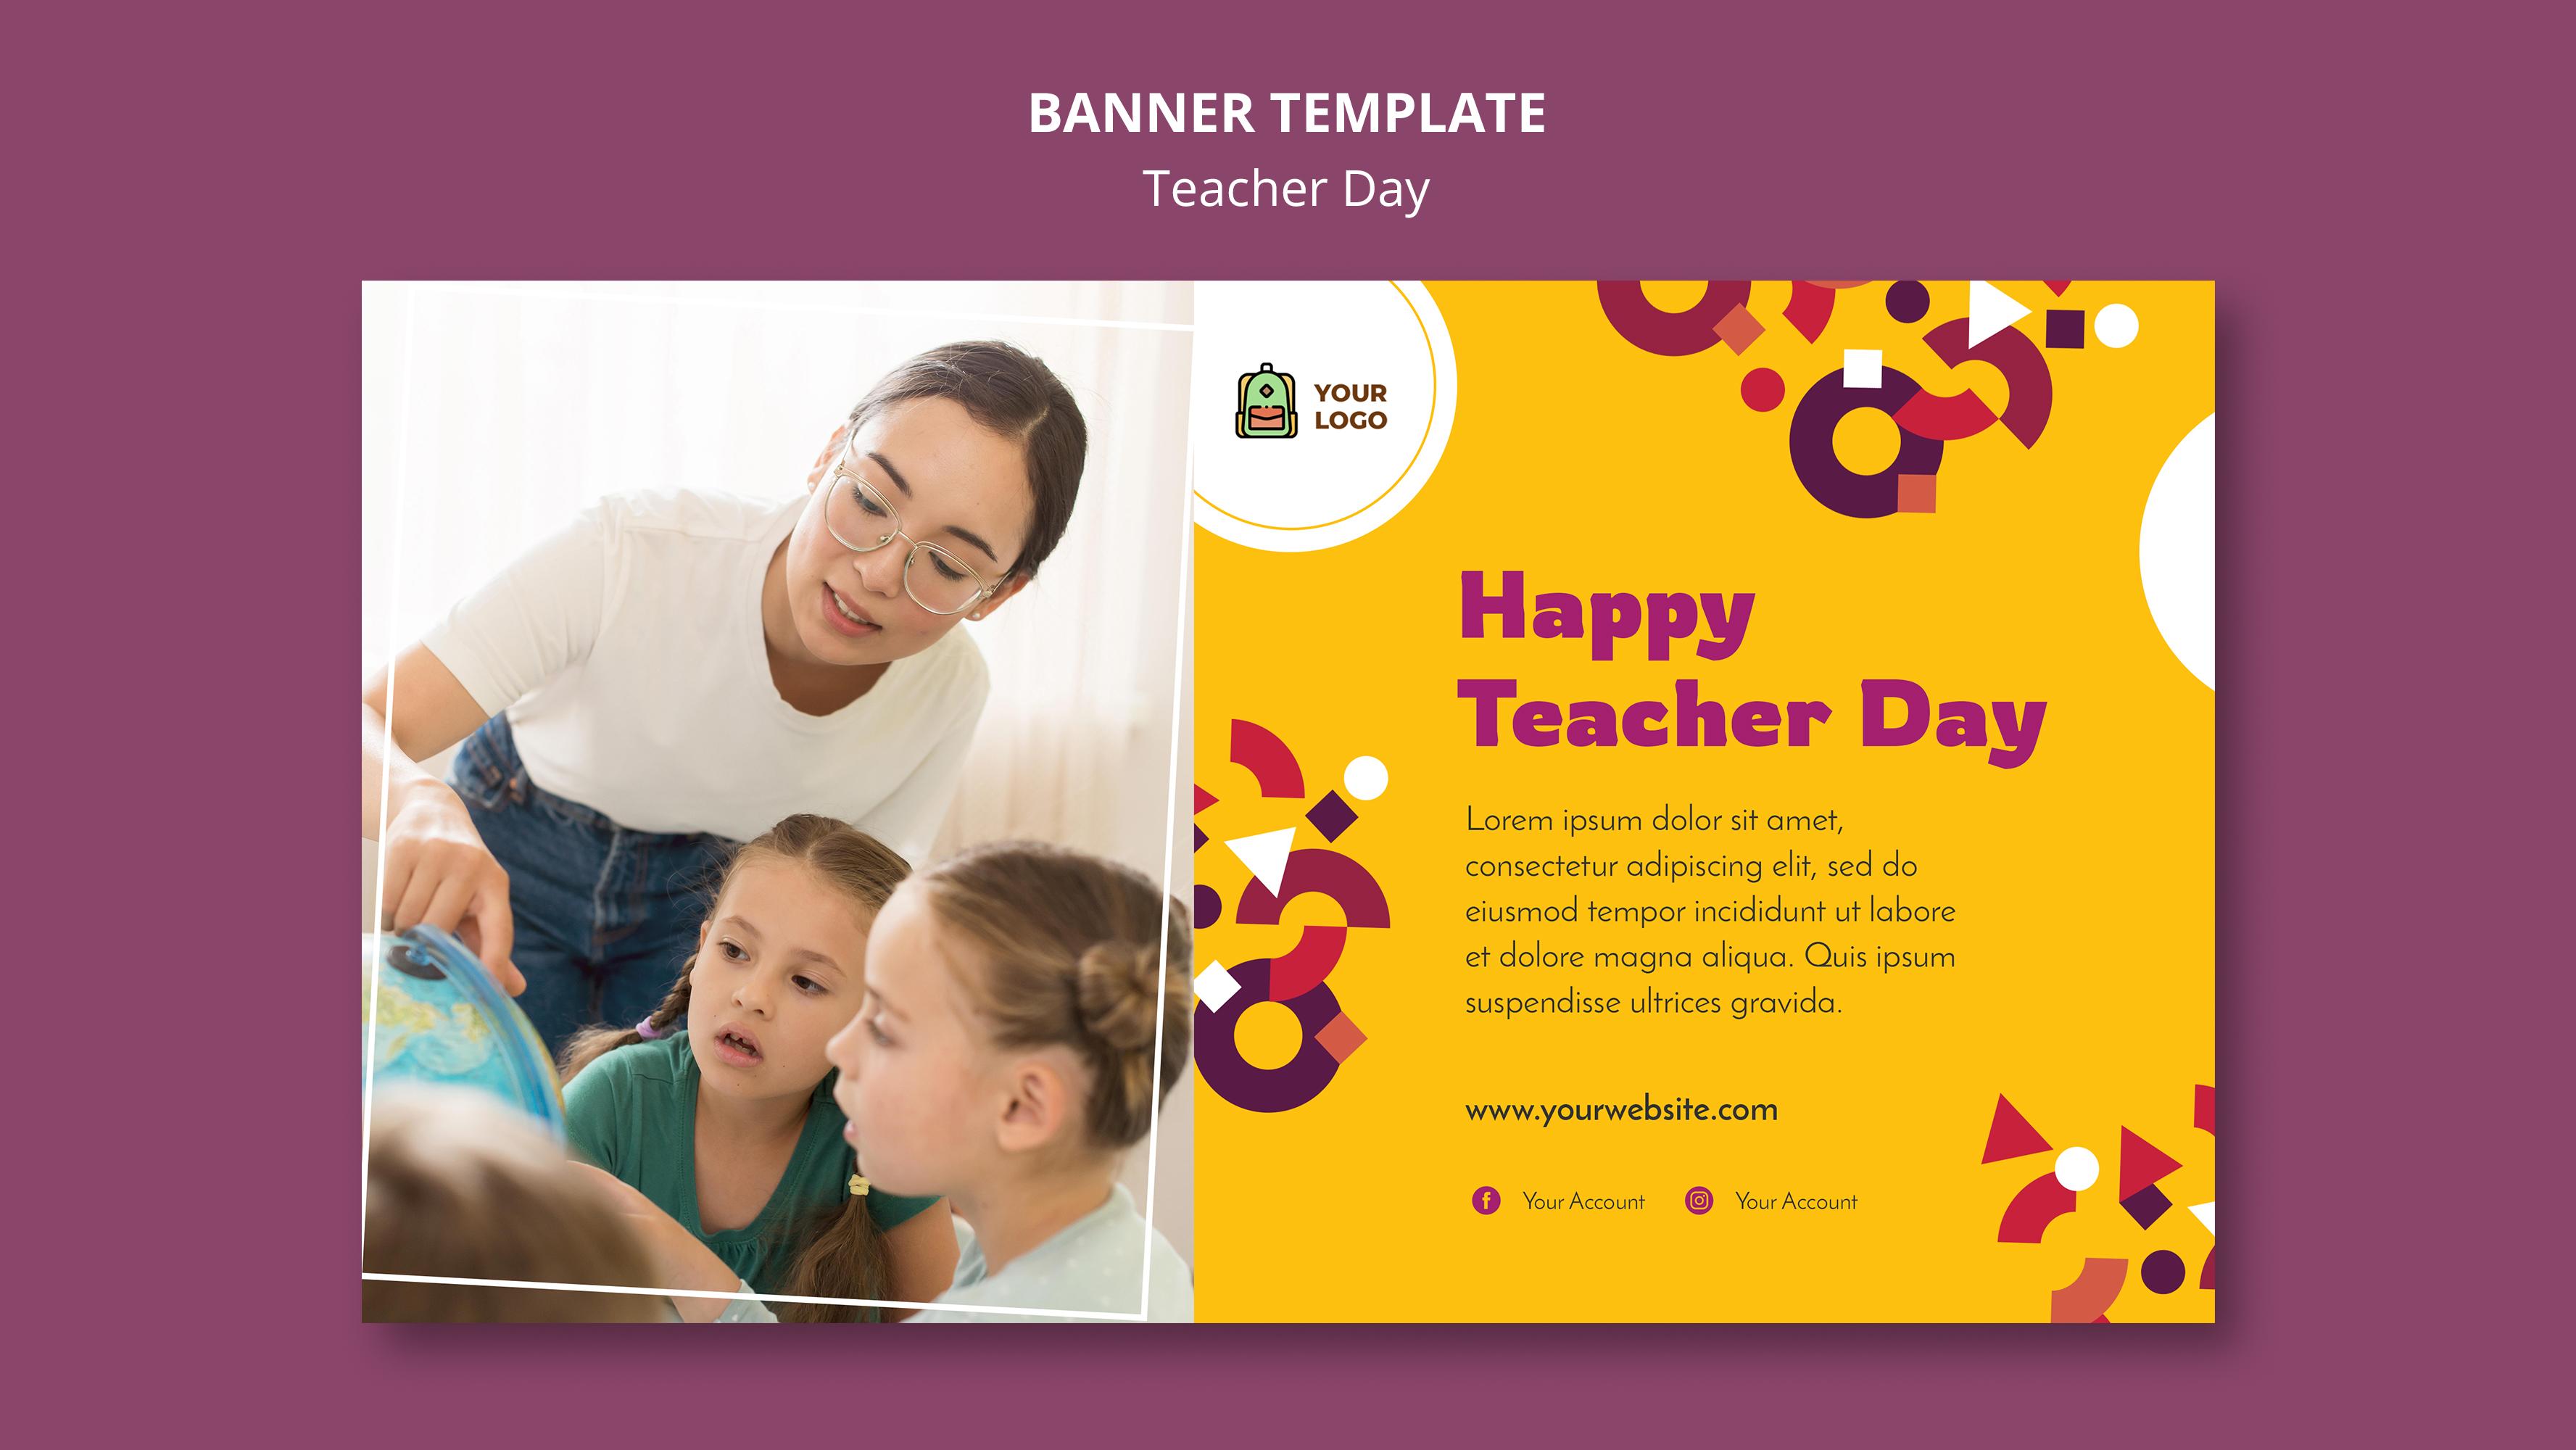 BANNER TEMPLATE
Teacher Day
YOUR
LOGO
Happy
Teacher Day
Lorem ipsum dolor sit amet,
consectetur adipiscing elit, sed do
eiusmod tempor incididunt ut labore
et dolore magna aliqua. Quis ipsum
suspendisse ultrices gravida.
www.yourwebsite.com
Your Account
Your Account